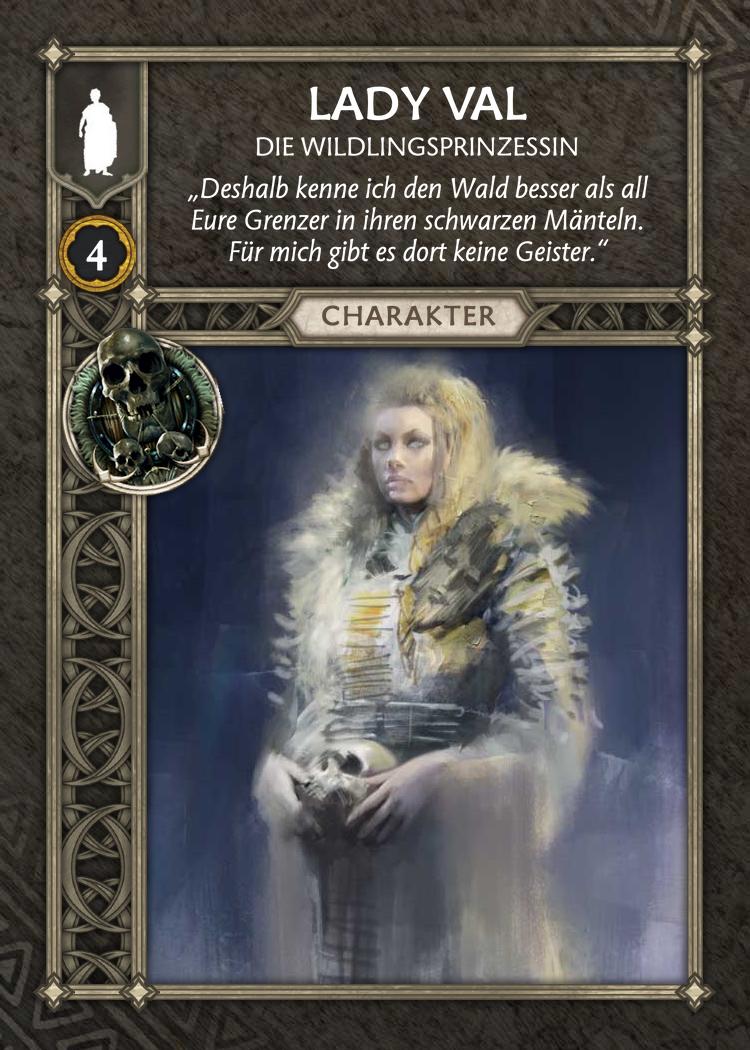 LADY VAL
DIE WILDLINGSPRINZESSIN
„Deshalb kenne ich den Wald besser als all
Eure Grenzer in ihren schwarzen Mänteln.
Für mich gibt es dort keine Geister.“
4
CHARAKTER